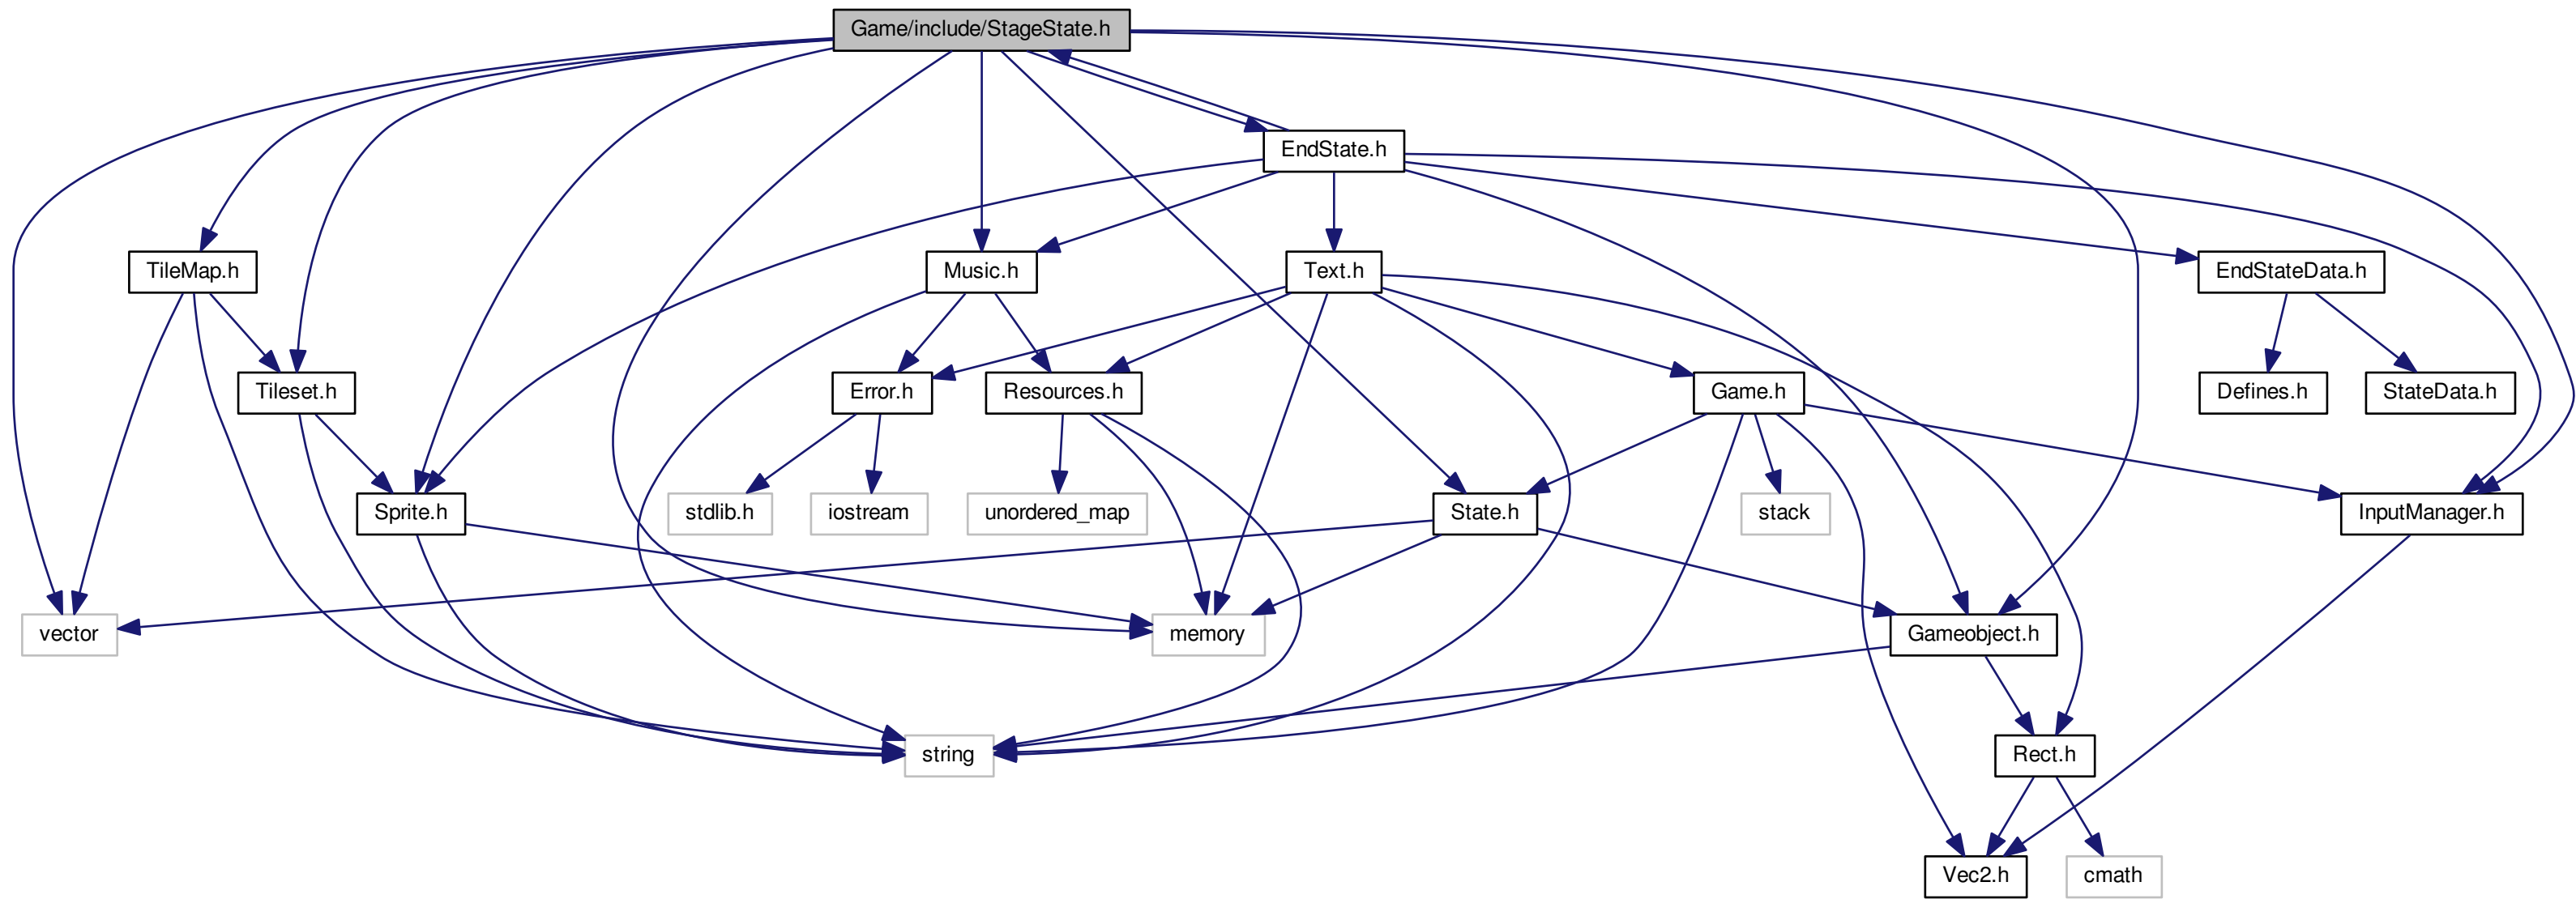 Game/include/StageState.h
EndState.h
TileMap.h
Music.h
Text.h
EndStateData.h
Tileset.h
Error.h
Resources.h
Game.h
Defines.h
StateData.h
Sprite.h
stdlib.h
iostream
unordered_map
State.h
stack
InputManager.h
vector
memory
Gameobject.h
string
Rect.h
Vec2.h
cmath